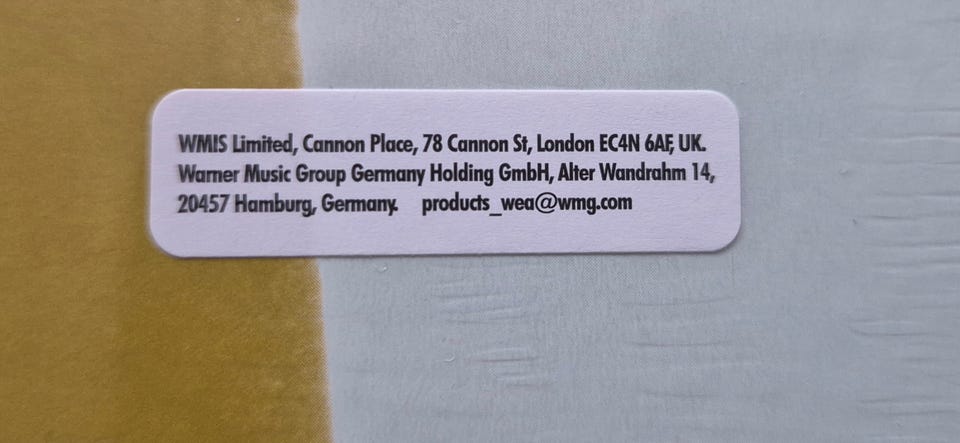 WMIS Limited, Cannon Place, 78 Cannon St, London EC4N 6AF, UK.
Warner Music Group Germany Holding GmbH, Alter Wandrahm 14,
20457 Hamburg, Germany. products_wea@wmg.com